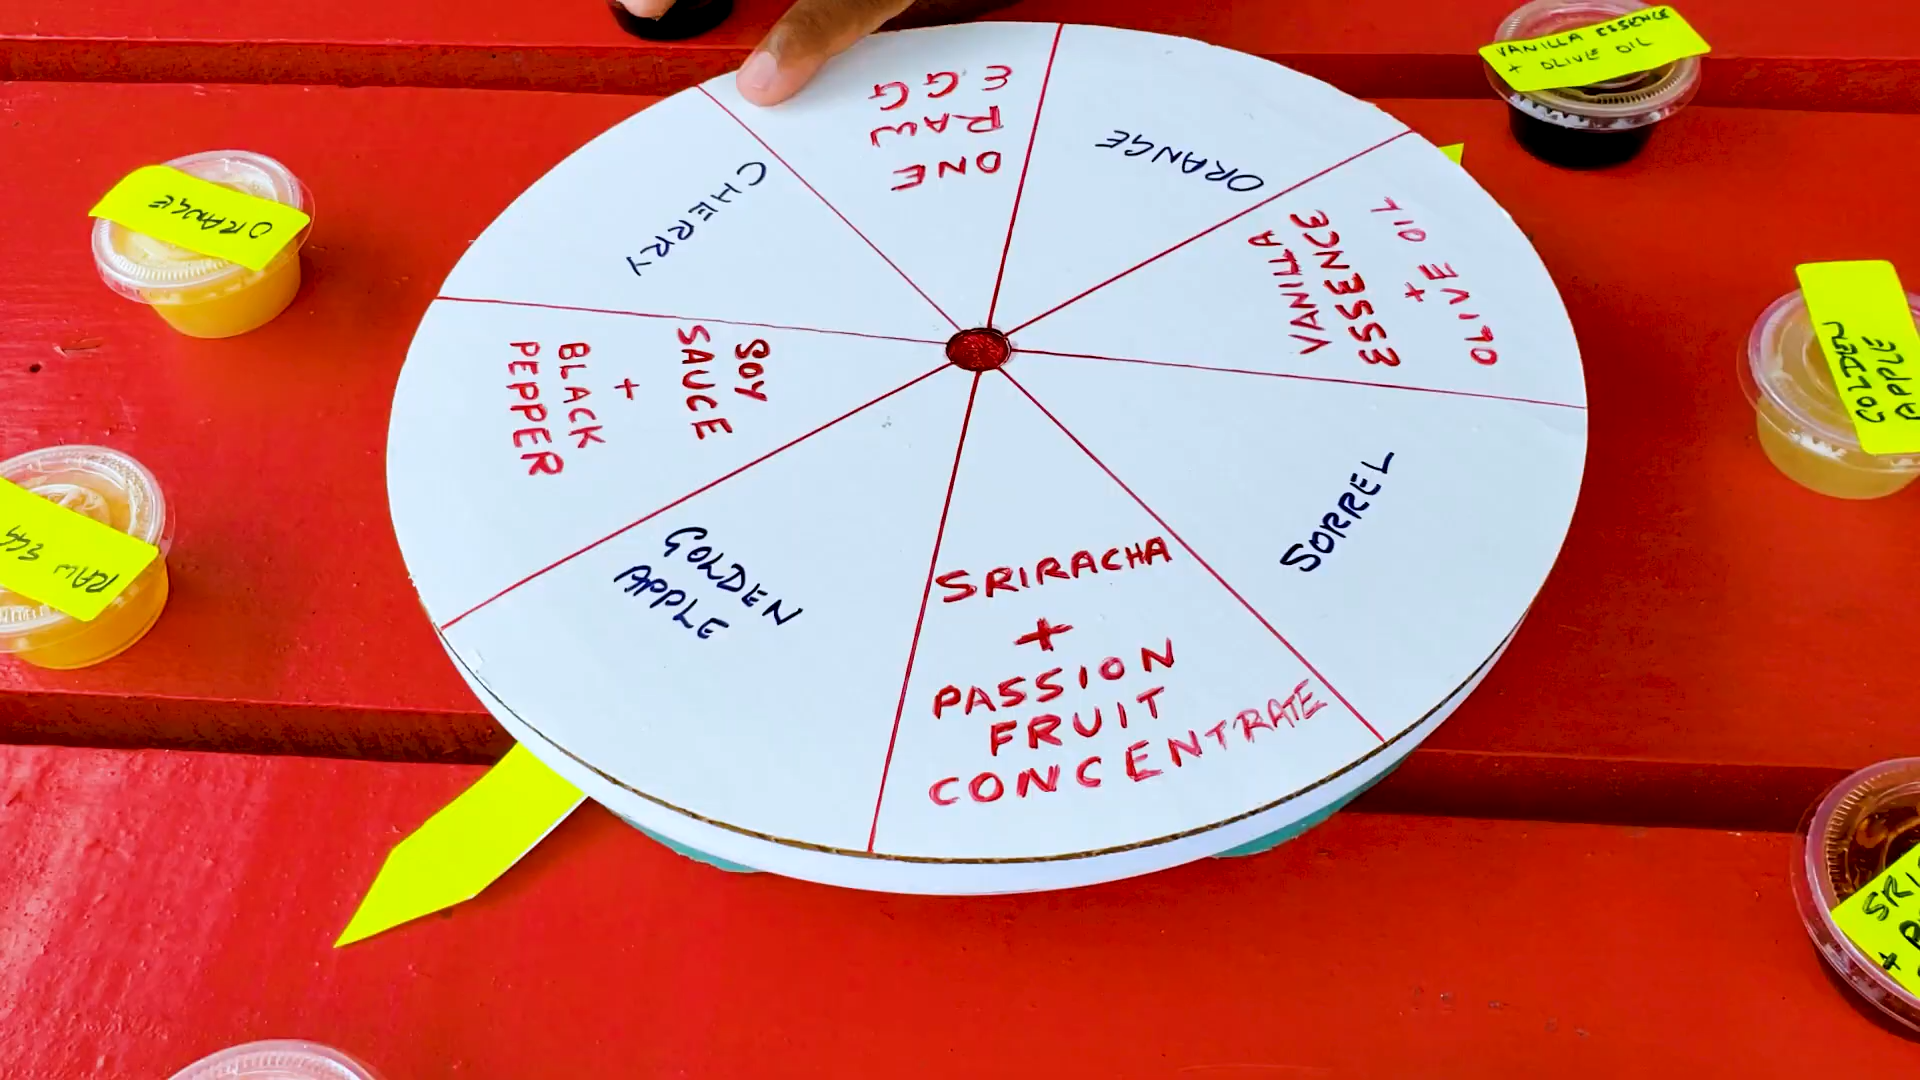 VANILLA ESSENCE
+ OLIVE OIL
ONE
RAW
EGG
ORANGE
CHERRY
VANILLA
ESSENCE
+
OLIVE OIL
ORANGE
SOY
SAUCE
+
BLACK
PEPPER
GOLDEN
APPLE
SORREL
GOLDEN
APPLE
SRIRACHA
+
PASSION
FRUIT
CONCENTRATE
RAW EGG
+